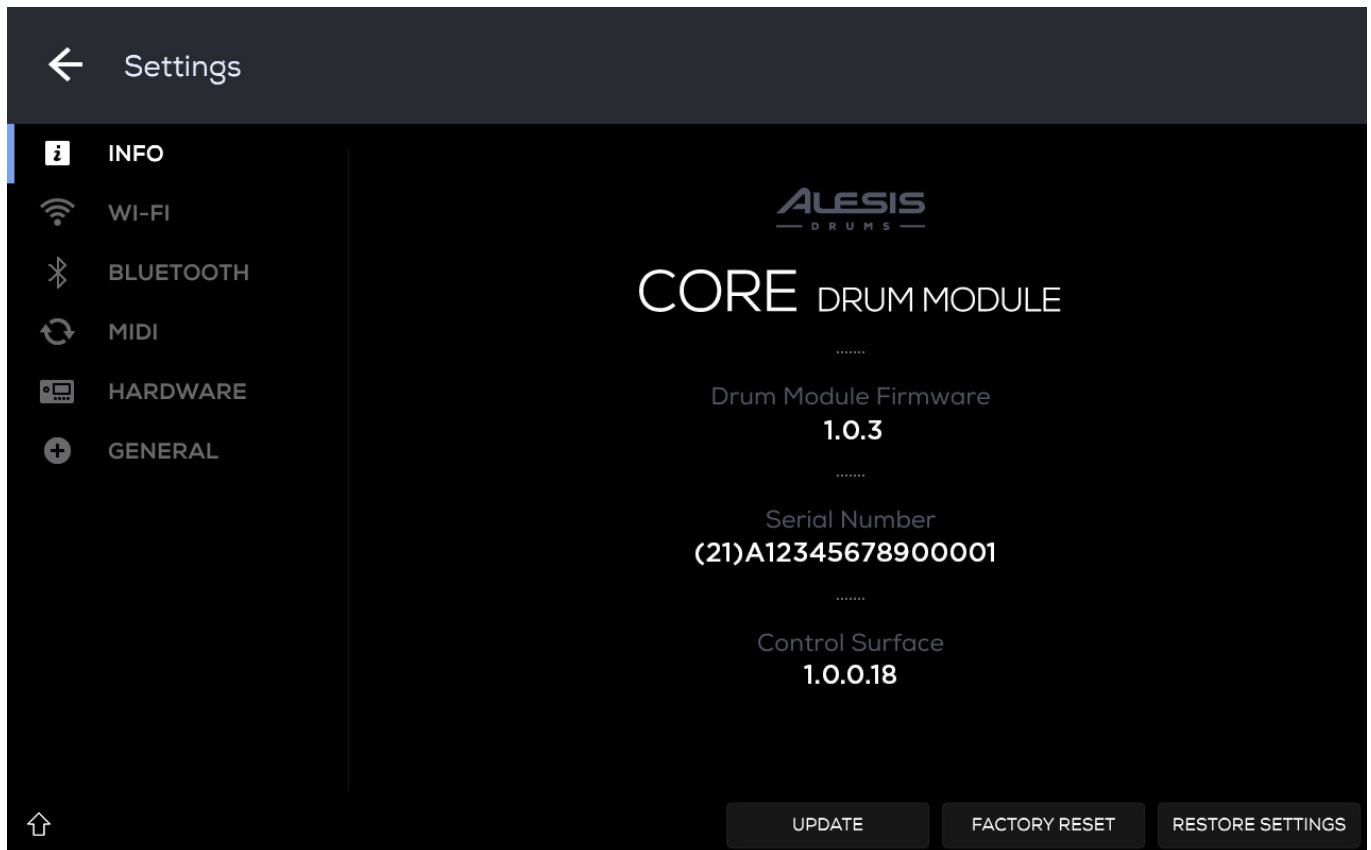 Settings
INFO
WI-FI
BLUETOOTH
MIDI
HARDWARE
GENERAL
ALESIS
DRUMS
CORE DRUM MODULE
Drum Module Firmware
1.0.3
Serial Number
(21)A12345678900001
Control Surface
1.0.0.18
UPDATE FACTORY RESET RESTORE SETTINGS